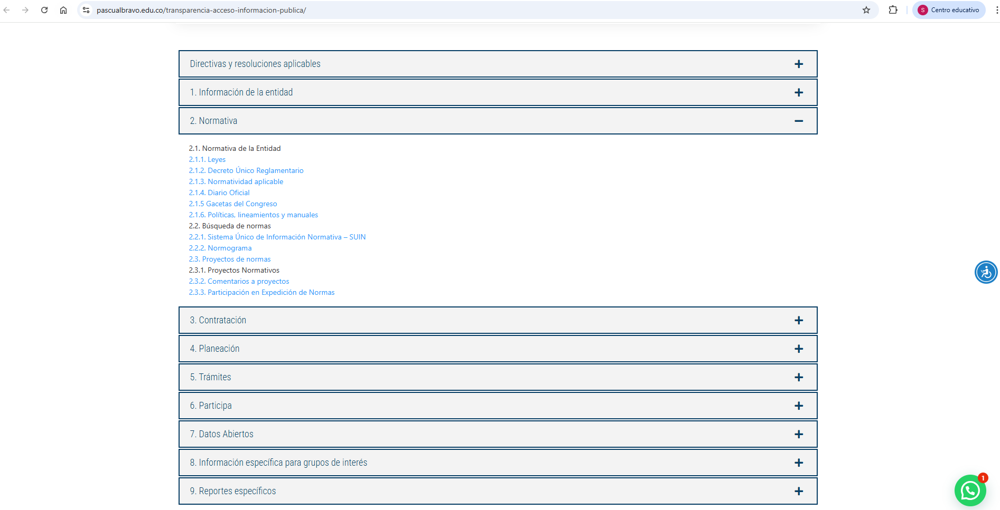 pascualbravo.edu.co/transparencia-acceso-informacion-publica/
S Centro educativo
Directivas y resoluciones aplicables
1. Información de la entidad
2. Normativa
2.1. Normativa de la Entidad
2.1.1. Leyes
2.1.2. Decreto Único Reglamentario
2.1.3. Normatividad aplicable
2.1.4. Diario Oficial
2.1.5 Gacetas del Congreso
2.1.6. Políticas, lineamientos y manuales
2.2. Búsqueda de normas
2.2.1. Sistema Único de Información Normativa – SUIN
2.2.2. Normograma
2.3. Proyectos de normas
2.3.1. Proyectos Normativos
2.3.2. Comentarios a proyectos
2.3.3. Participación en Expedición de Normas
3. Contratación
4. Planeación
5. Trámites
6. Participa
7. Datos Abiertos
8. Información específica para grupos de interés
1
9. Reportes específicos